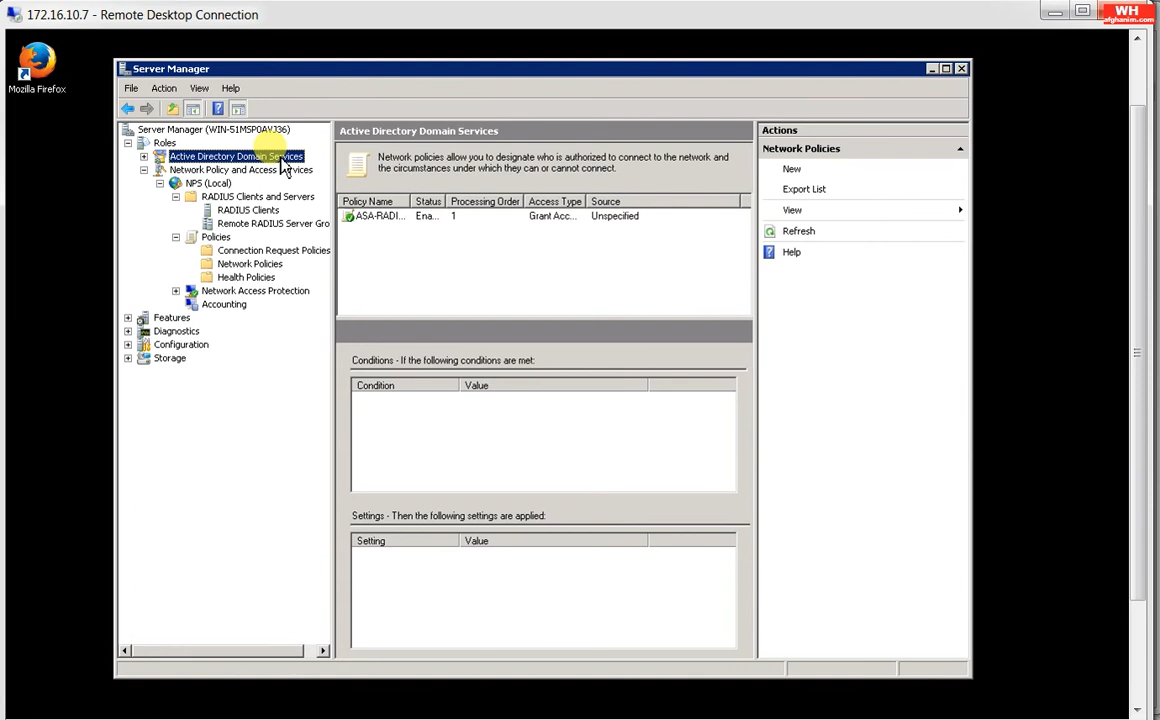 172.16.10.7 - Remote Desktop Connection
WH
afghanim.com
Mozilla Firefox
Server Manager
File Action View Help
Server Manager (WIN-51MSP0AVJ36)
Roles
Active Directory Domain Services
Network Policy and Access Services
NPS (Local)
RADIUS Clients and Servers
RADIUS Clients
Remote RADIUS Server Gro
Policies
Connection Request Policies
Network Policies
Health Policies
Network Access Protection
Accounting
Features
Diagnostics
Configuration
Storage
Active Directory Domain Services
Network policies allow you to designate who is authorized to connect to the network and
the circumstances under which they can or cannot connect.
Policy Name Status Processing Order Access Type Source
ASA-RADI... Ena... 1 Grant Acc... Unspecified
Conditions - If the following conditions are met:
Condition Value
Settings - Then the following settings are applied:
Setting Value
Actions
Network Policies
New
Export List
View
Refresh
Help